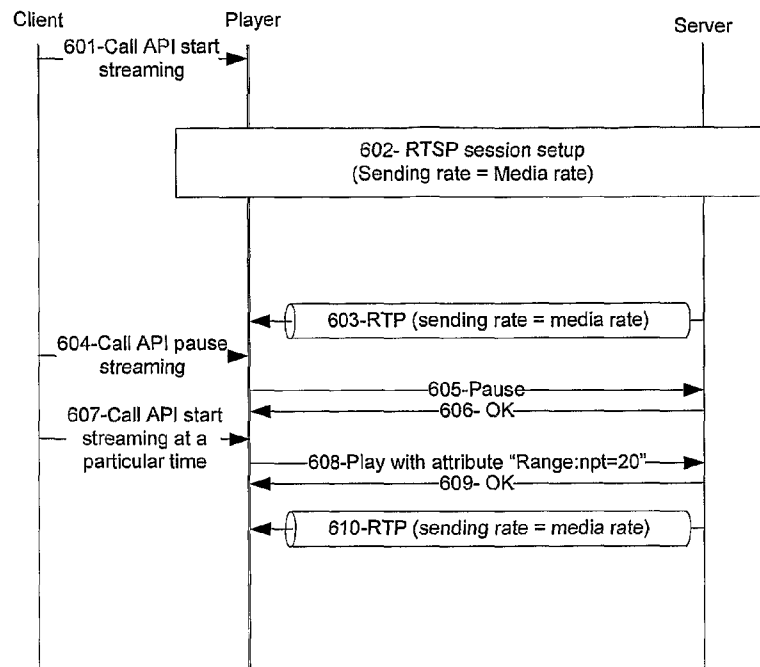 Client
Player
Server
601-Call API start
streaming
602- RTSP session setup
(Sending rate = Media rate)
603-RTP (sending rate = media rate)
604-Call API pause
streaming
605-Pause
606- OK
607-Call API start
streaming at a
particular time
608-Play with attribute “Range:npt=20”
609- OK
610-RTP (sending rate = media rate)